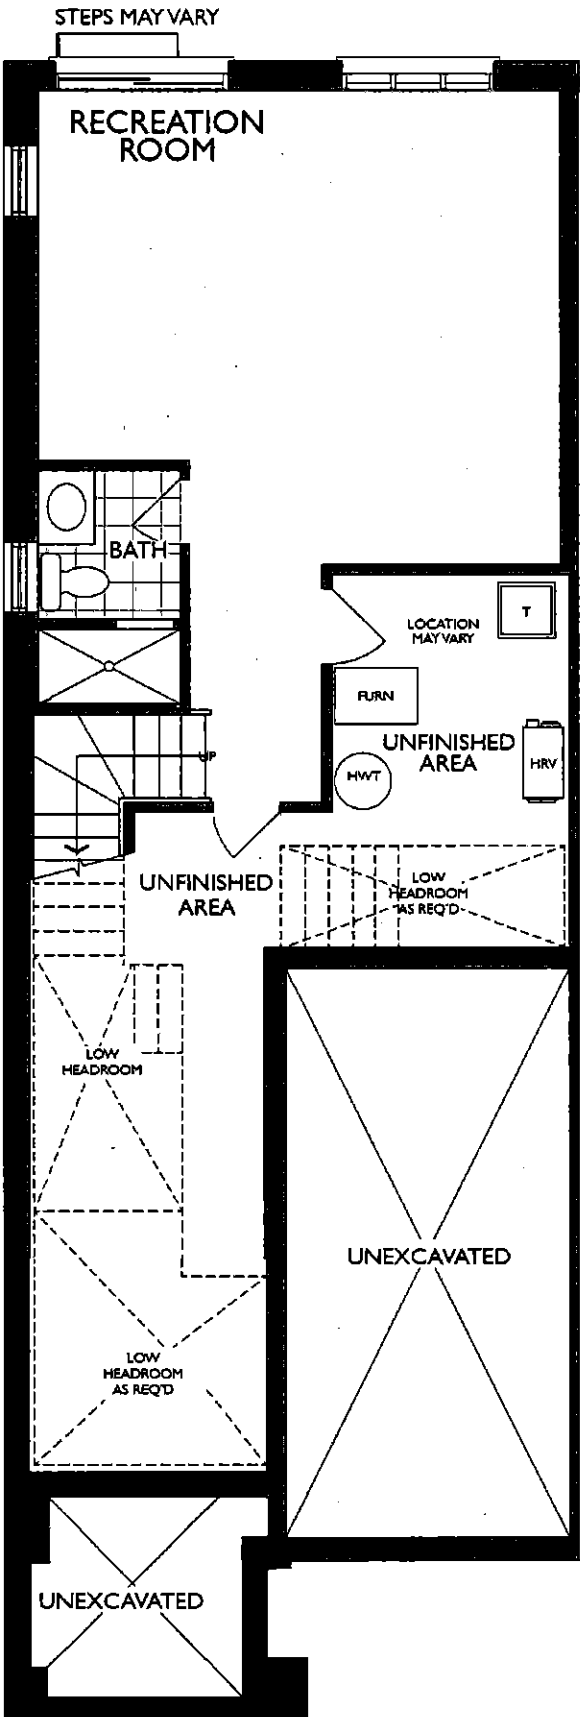 STEPS MAY VARY
RECREATION
ROOM
BATH
LOCATION
MAY VARY
T
FURN
UNFINISHED
AREA
HRV
HWT
UP
UNFINISHED
AREA
LOW
HEADROOM
AS REQ'D
LOW
HEADROOM
UNEXCAVATED
LOW
HEADROOM
AS REQ'D
UNEXCAVATED